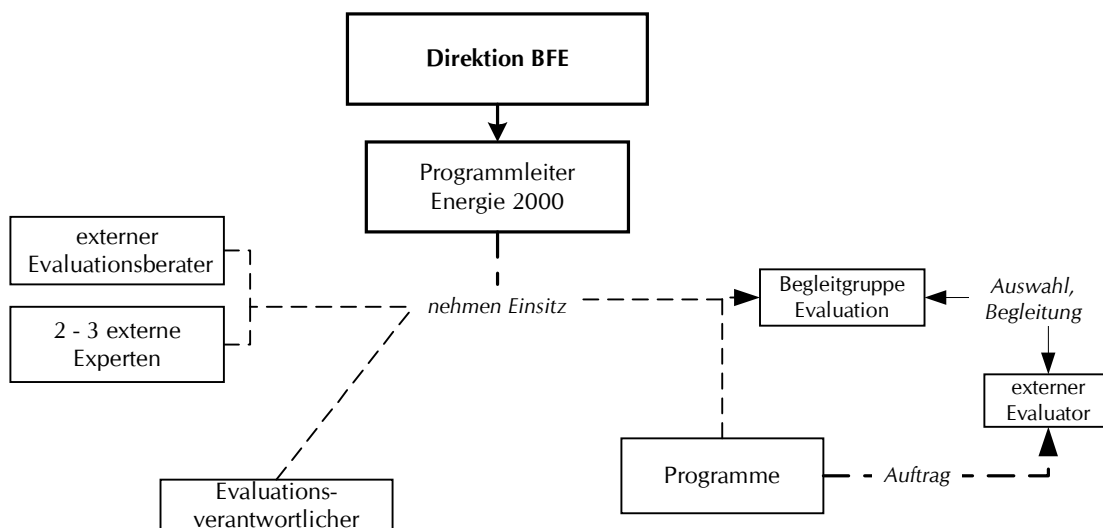 Direktion BFE
Programmleiter
Energie 2000
externer
Evaluationsberater
2 - 3 externe
Experten
nehmen Einsitz
Begleitgruppe
Evaluation
Auswahl,
Begleitung
externer
Evaluator
Programme
Auftrag
Evaluations-
verantwortlicher